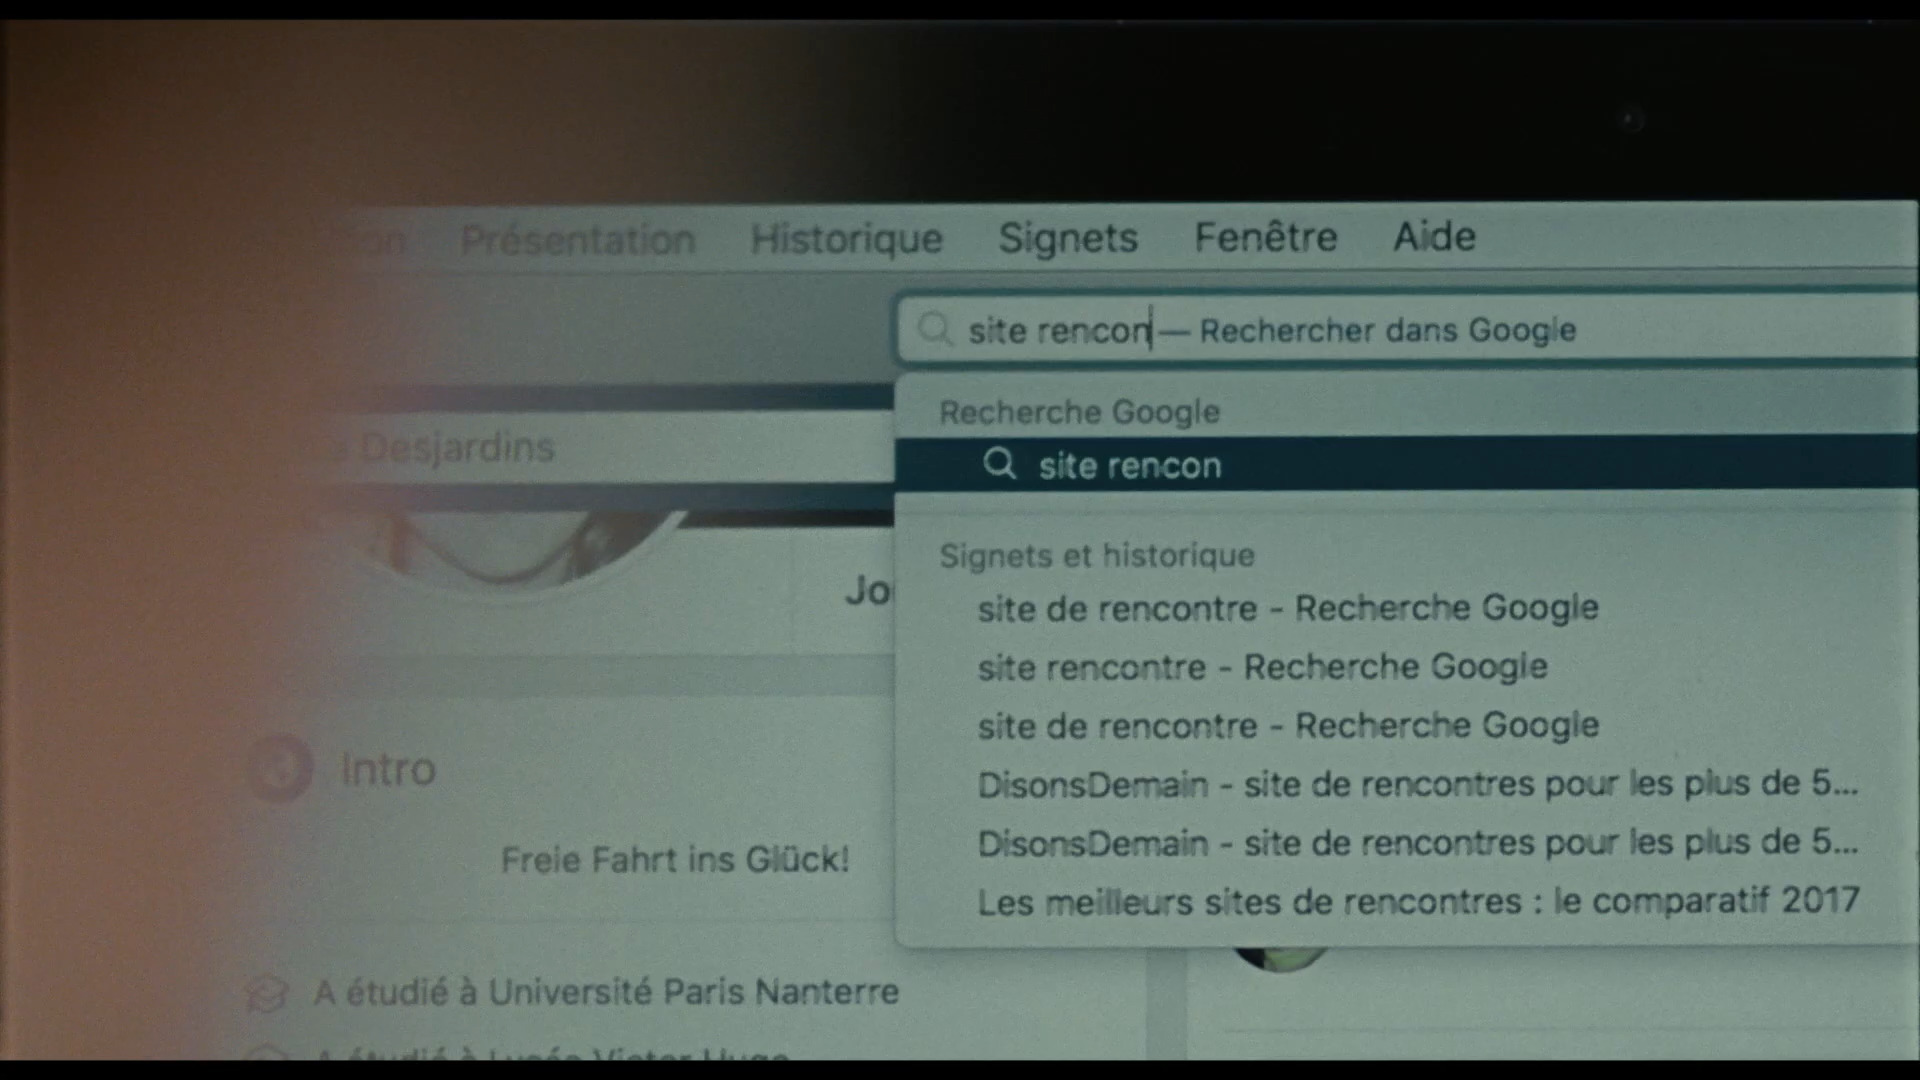 Présentation Historique Signets Fenêtre Aide
site rencon — Rechercher dans Google
Recherche Google
Desjardins
site rencon
Signets et historique
Jo
site de rencontre - Recherche Google
site rencontre - Recherche Google
site de rencontre - Recherche Google
Intro
DisonsDemain - site de rencontres pour les plus de 5...
DisonsDemain - site de rencontres pour les plus de 5...
Freie Fahrt ins Glück!
Les meilleurs sites de rencontres : le comparatif 2017
A étudié à Université Paris Nanterre